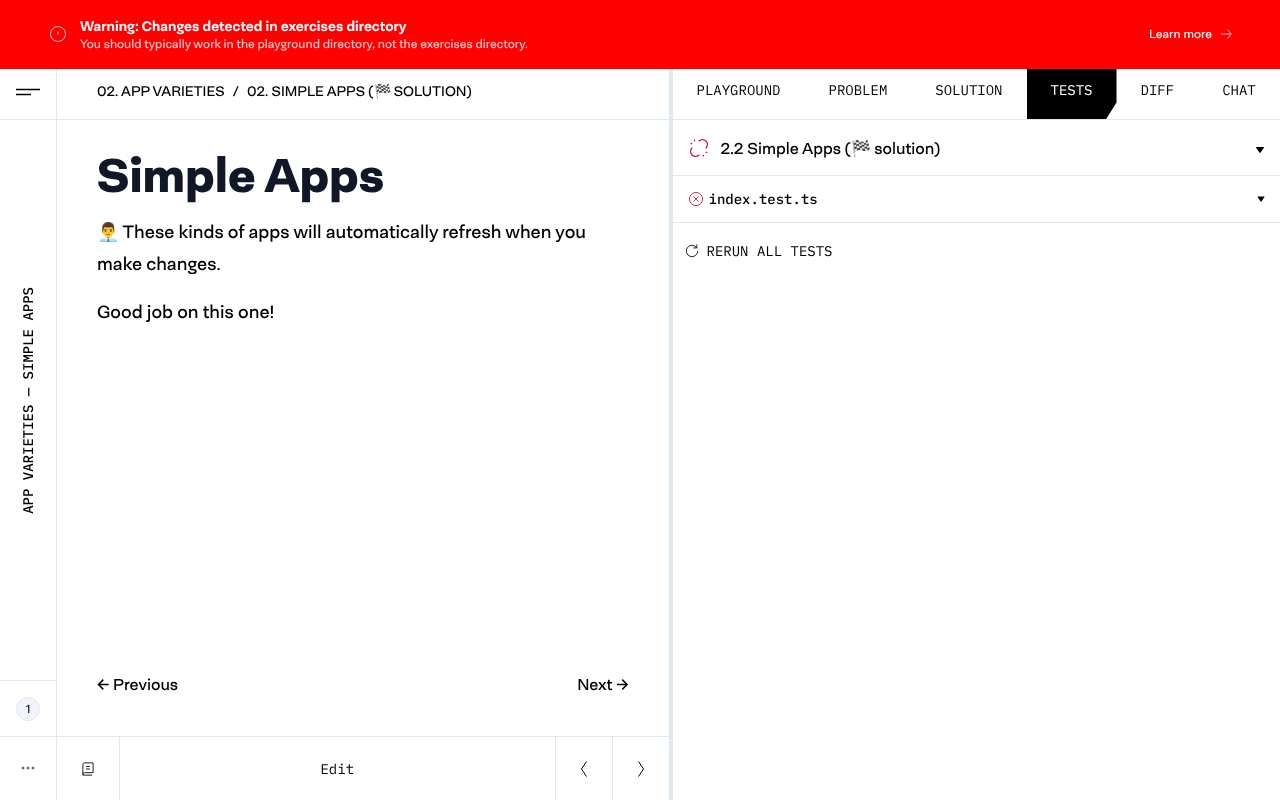 Warning: Changes detected in exercises directory
You should typically work in the playground directory, not the exercises directory.
Learn more →
02. APP VARIETIES / 02. SIMPLE APPS (🏁 SOLUTION)
PLAYGROUND
PROBLEM
SOLUTION
TESTS
DIFF
CHAT
APP VARIETIES — SIMPLE APPS
Simple Apps
👨‍💼 These kinds of apps will automatically refresh when you
make changes.
Good job on this one!
← Previous
Next →
1
Edit
2.2 Simple Apps (🏁 solution)
index.test.ts
RERUN ALL TESTS